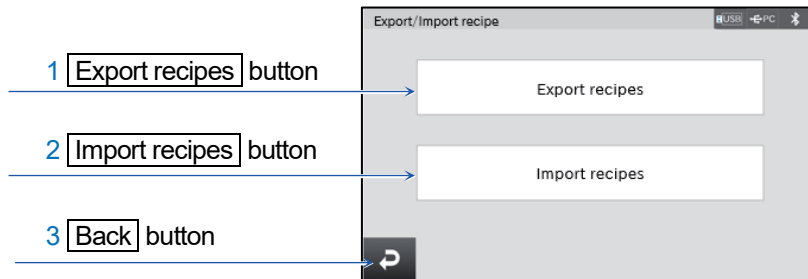 Export/Import recipe
USB PC
1 Export recipes button
Export recipes
2 Import recipes button
Import recipes
3 Back button